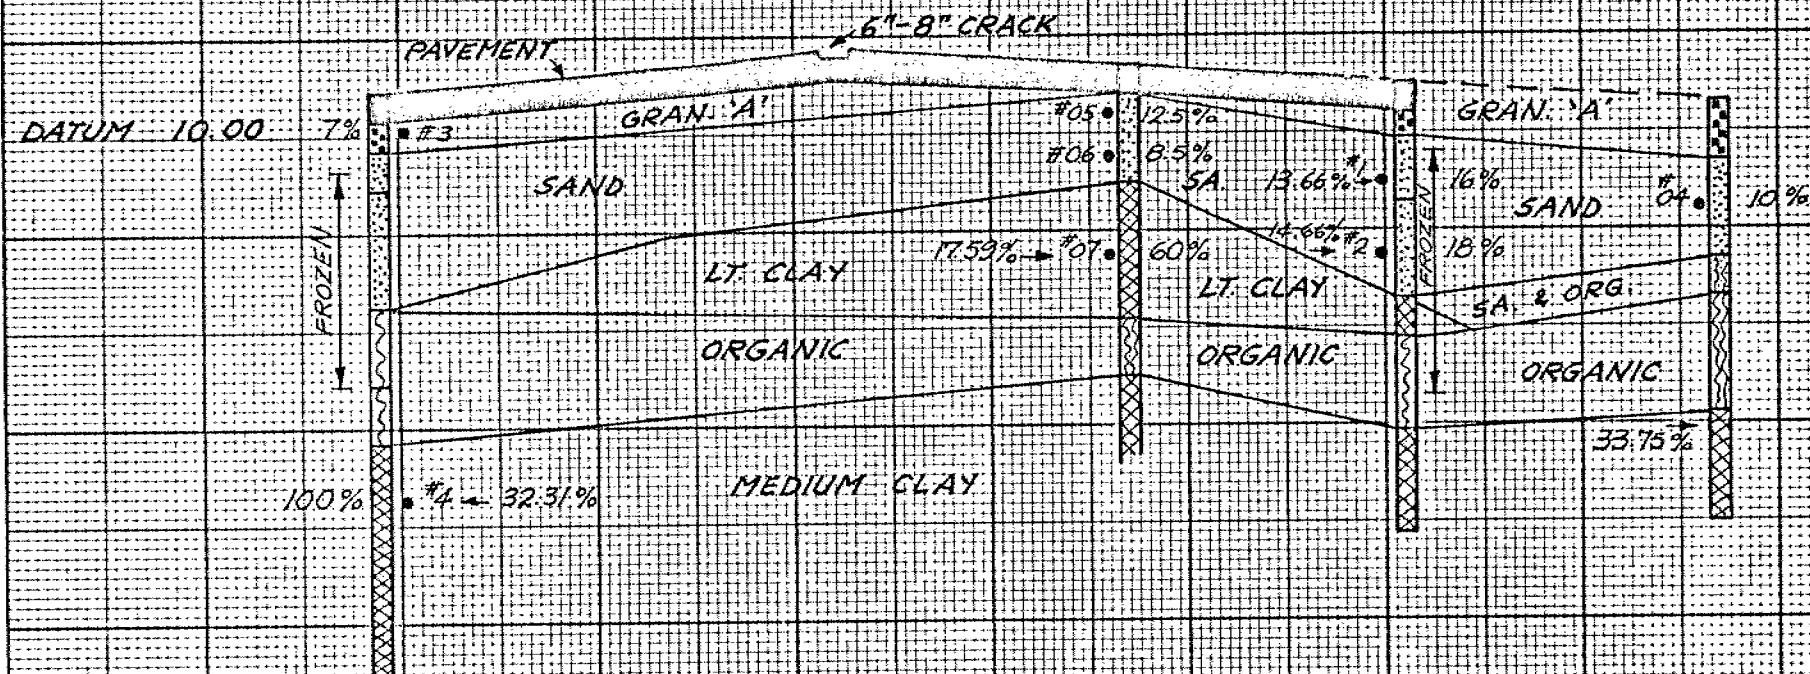 6"-8" CRACK
PAVEMENT
DATUM 10.00
7%
#3
GRAN. 'A'
#05
12.5%
GRAN. 'A'
#06
8.5%
SAND
SA.
13.66%
#1
16%
SAND
#04
10%
FROZEN
17.59%
#07
60%
14.66%
#2
18%
FROZEN
LT. CLAY
LT. CLAY
SA. & ORG.
ORGANIC
ORGANIC
ORGANIC
33.75%
100%
#4
32.31%
MEDIUM CLAY